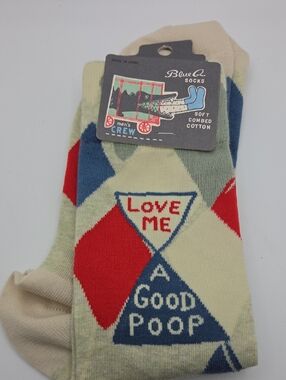 Blue Q
SOCKS
SOFT
COMBED
COTTON
men's
CREW
LOVE
ME
A
GOOD
POOP